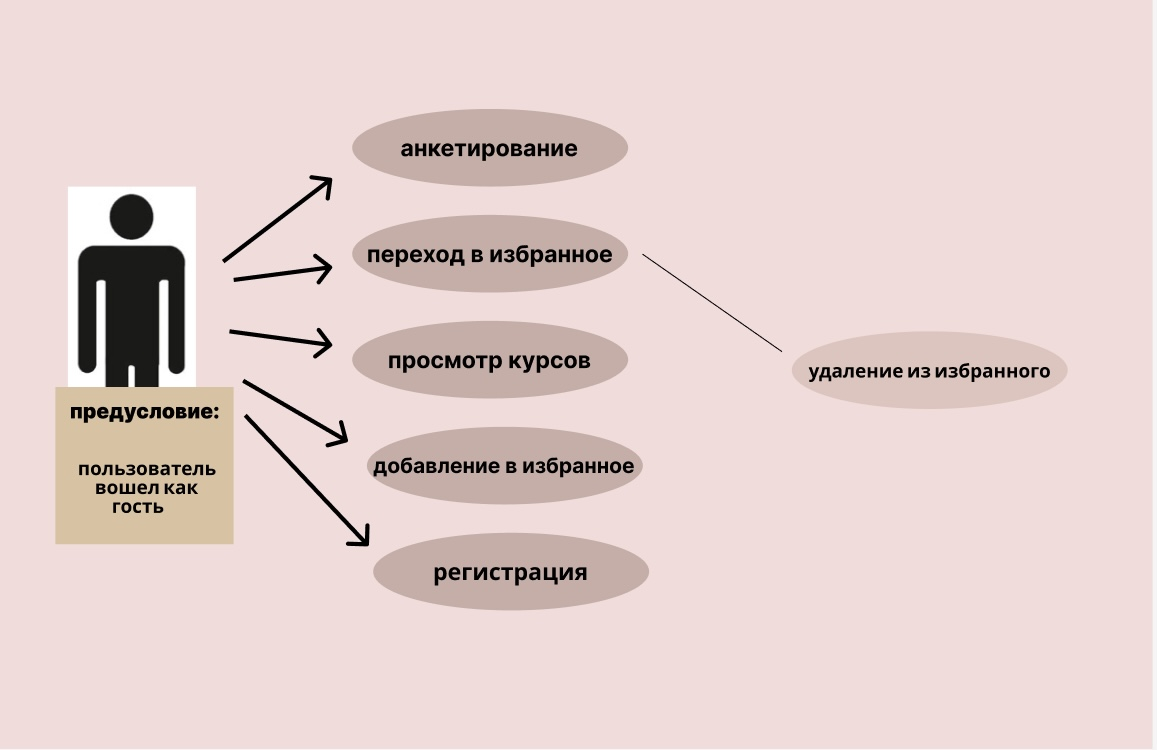 анкетирование
переход в избранное
просмотр курсов
удаление из избранного
предусловие:
пользователь
вошел как
гость
добавление в избранное
регистрация